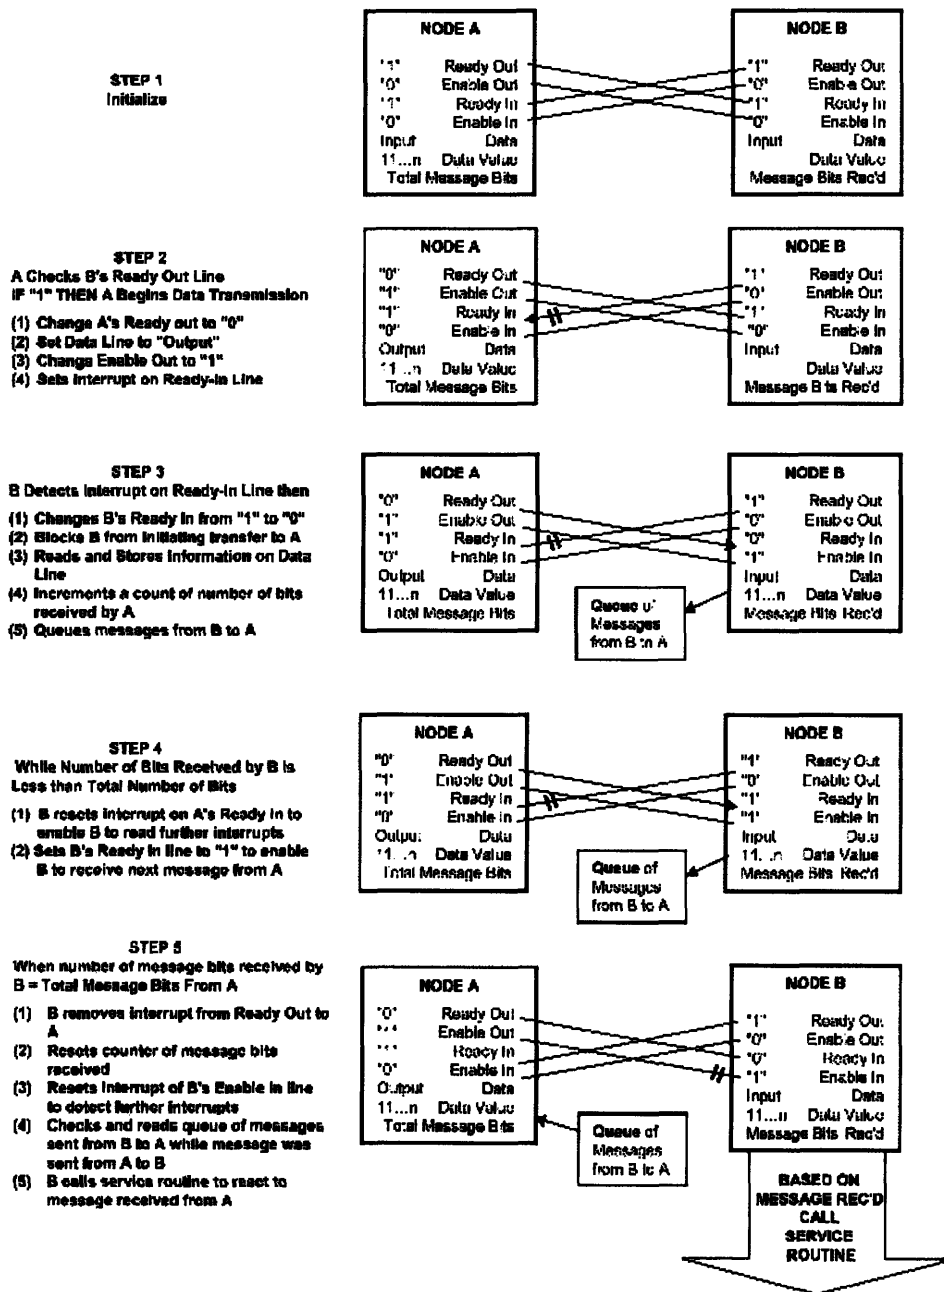 STEP 1
Initialize
NODE A
"1" Ready Out
"0" Enable Out
"1" Ready In
"0" Enable In
Input Data
11...n Data Value
Total Message Bits
NODE B
"1" Ready Out
"0" Enable Out
"1" Ready In
"0" Enable In
Input Data
Data Value
Message Bits Rec'd
STEP 2
A Checks B's Ready Out Line
IF "1" THEN A Begins Data Transmission
(1) Change A's Ready out to "0"
(2) Set Data Line to "Output"
(3) Change Enable Out to "1"
(4) Sets Interrupt on Ready-In Line
NODE A
"0" Ready Out
"1" Enable Out
"1" Ready In
"0" Enable In
Output Data
11...n Data Value
Total Message Bits
NODE B
"1" Ready Out
"0" Enable Out
"1" Ready In
"0" Enable In
Input Data
Data Value
Message Bits Rec'd
STEP 3
B Detects Interrupt on Ready-In Line then
(1) Changes B's Ready In from "1" to "0"
(2) Blocks B from Initiating transfer to A
(3) Reads and Stores Information on Data
Line
(4) Increments a count of number of bits
received by A
(5) Queues messages from B to A
NODE A
"0" Ready Out
"1" Enable Out
"1" Ready In
"0" Enable In
Output Data
11...n Data Value
Total Message Bits
NODE B
"1" Ready Out
"0" Enable Out
"0" Ready In
"1" Enable In
Input Data
11...n Data Value
Message Bits Rec'd
Queue of
Messages
from B to A
STEP 4
While Number of Bits Received by B is
Less than Total Number of Bits
(1) B resets interrupt on A's Ready In to
enable B to read further interrupts
(2) Sets B's Ready In line to "1" to enable
B to receive next message from A
NODE A
"0" Ready Out
"1" Enable Out
"1" Ready In
"0" Enable In
Output Data
11...n Data Value
Total Message Bits
NODE B
"1" Ready Out
"0" Enable Out
"1" Ready In
"1" Enable In
Input Data
11...n Data Value
Message Bits Rec'd
Queue of
Messages
from B to A
STEP 5
When number of message bits received by
B = Total Message Bits From A
(1) B removes interrupt from Ready Out to
A
(2) Resets counter of message bits
received
(3) Resets Interrupt of B's Enable In line
to detect further interrupts
(4) Checks and reads queue of messages
sent from B to A while message was
sent from A to B
(5) B calls service routine to react to
message received from A
NODE A
"0" Ready Out
"1" Enable Out
"1" Ready In
"0" Enable In
Output Data
11...n Data Value
Total Message Bits
NODE B
"1" Ready Out
"0" Enable Out
"0" Ready In
"1" Enable In
Input Data
11...n Data Value
Message Bits Rec'd
Queue of
Messages
from B to A
BASED ON
MESSAGE REC'D
CALL
SERVICE
ROUTINE